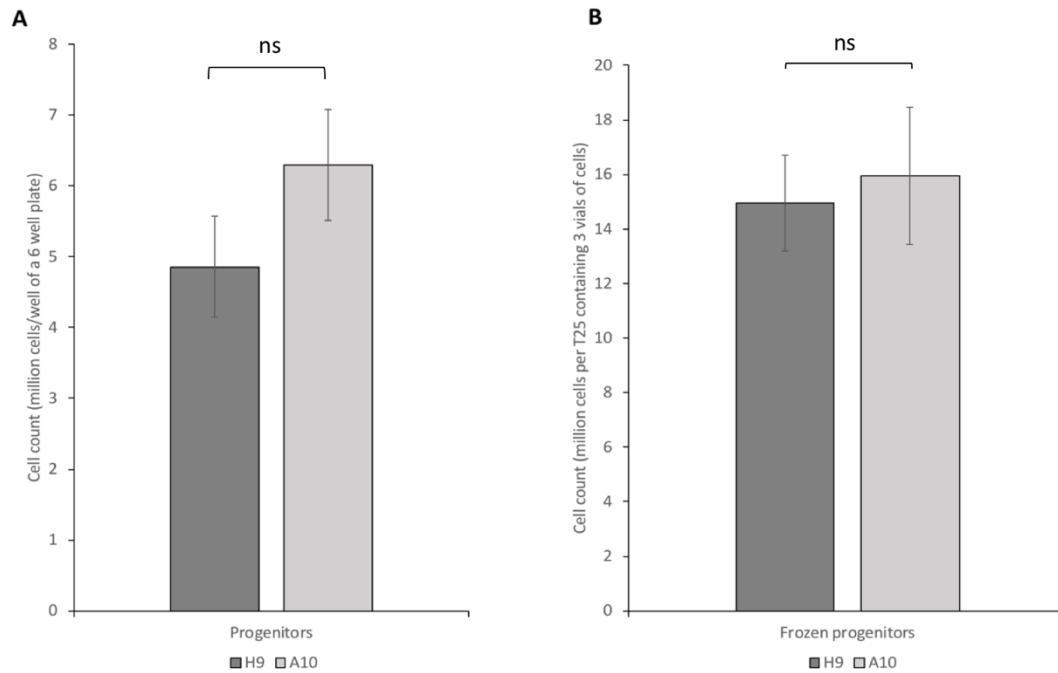 A
ns
8
7
6
5
4
3
2
1
0
Cell count (million cells/well of a 6 well plate)
Progenitors
H9 A10
B
ns
20
18
16
14
12
10
8
6
4
2
0
Cell count (million cells per T25 containing 3 vials of cells)
Frozen progenitors
H9 A10